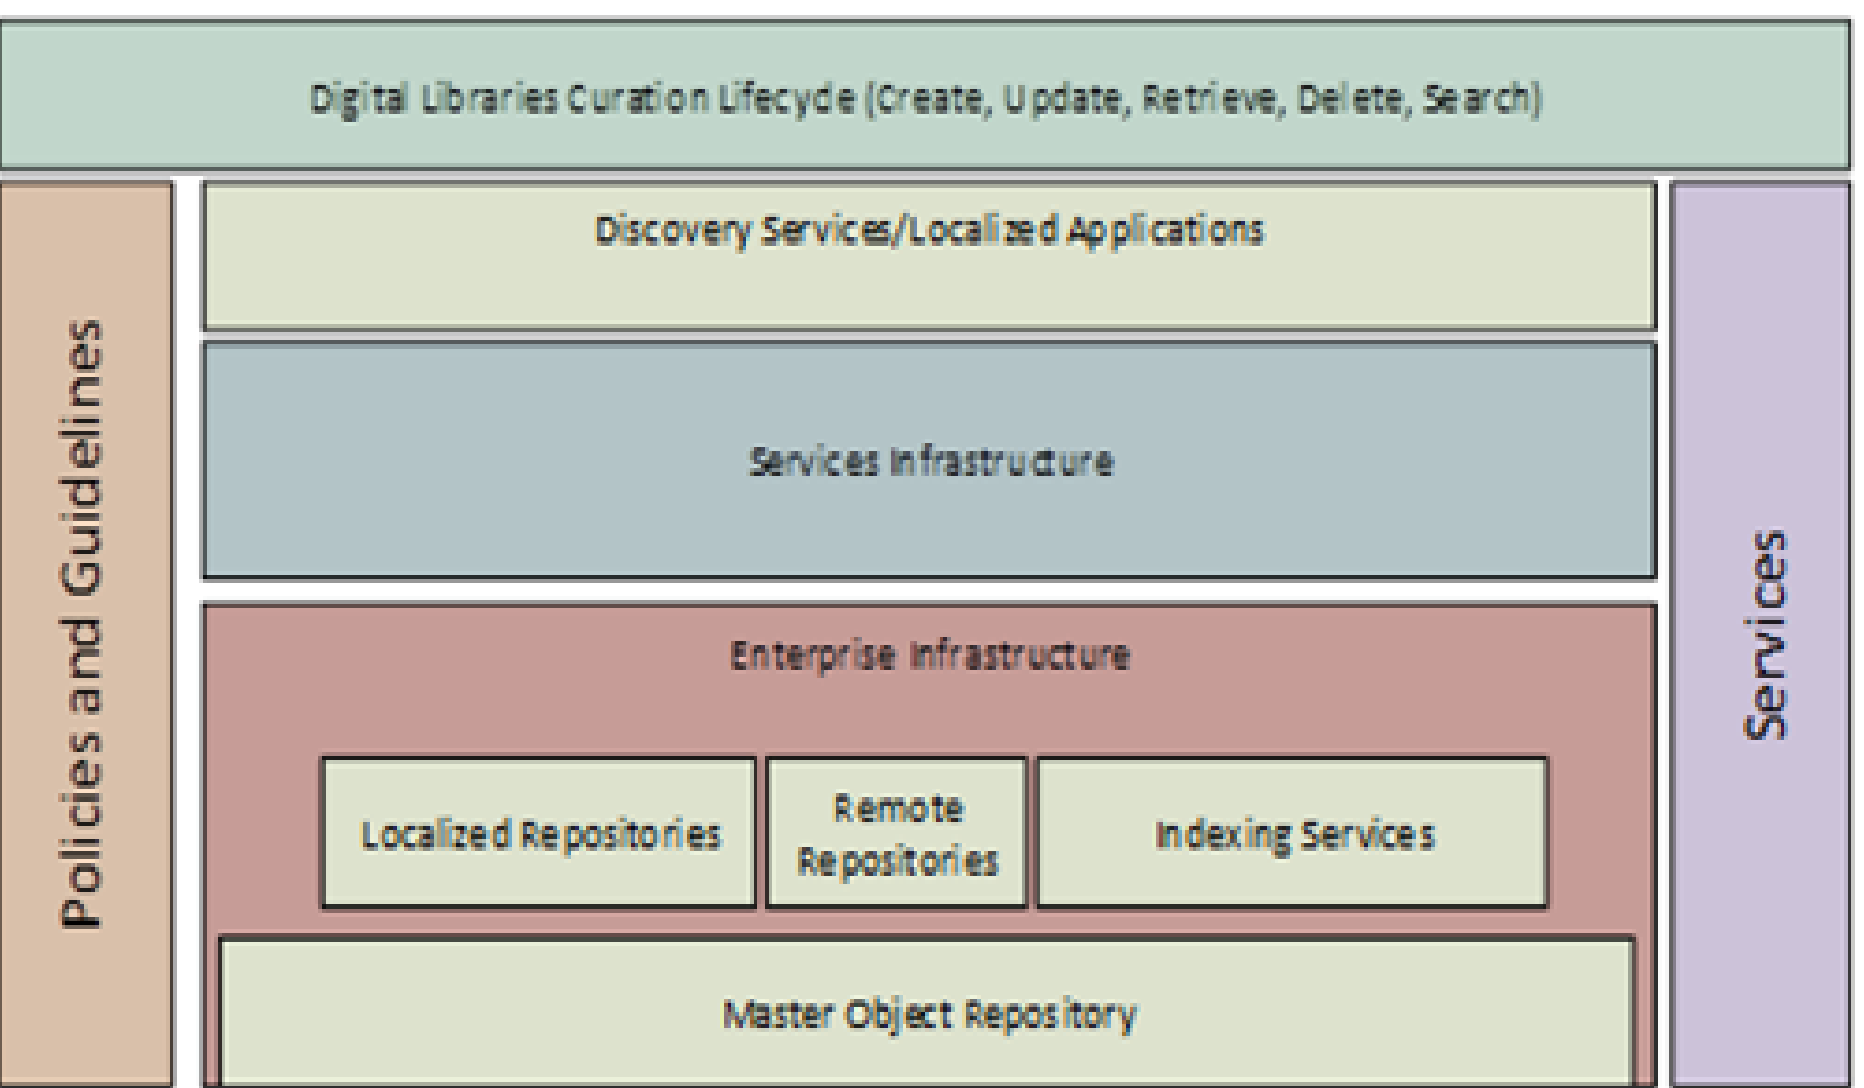 Digital Libraries Curation Lifecycle (Create, Update, Retrieve, Delete, Search)
Policies and Guidelines
Discovery Services/Localized Applications
Services Infrastructure
Enterprise Infrastructure
Localized Repositories
Remote
Repositories
Indexing Services
Master Object Repository
Services